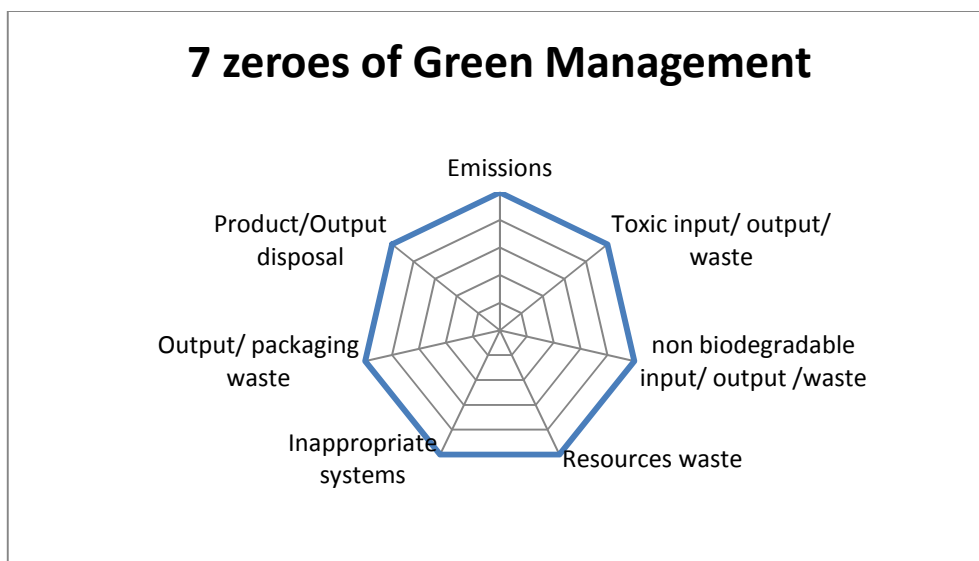 7 zeroes of Green Management
Emissions
Toxic input/ output/
waste
non biodegradable
input/ output /waste
Resources waste
Inappropriate
systems
Output/ packaging
waste
Product/Output
disposal